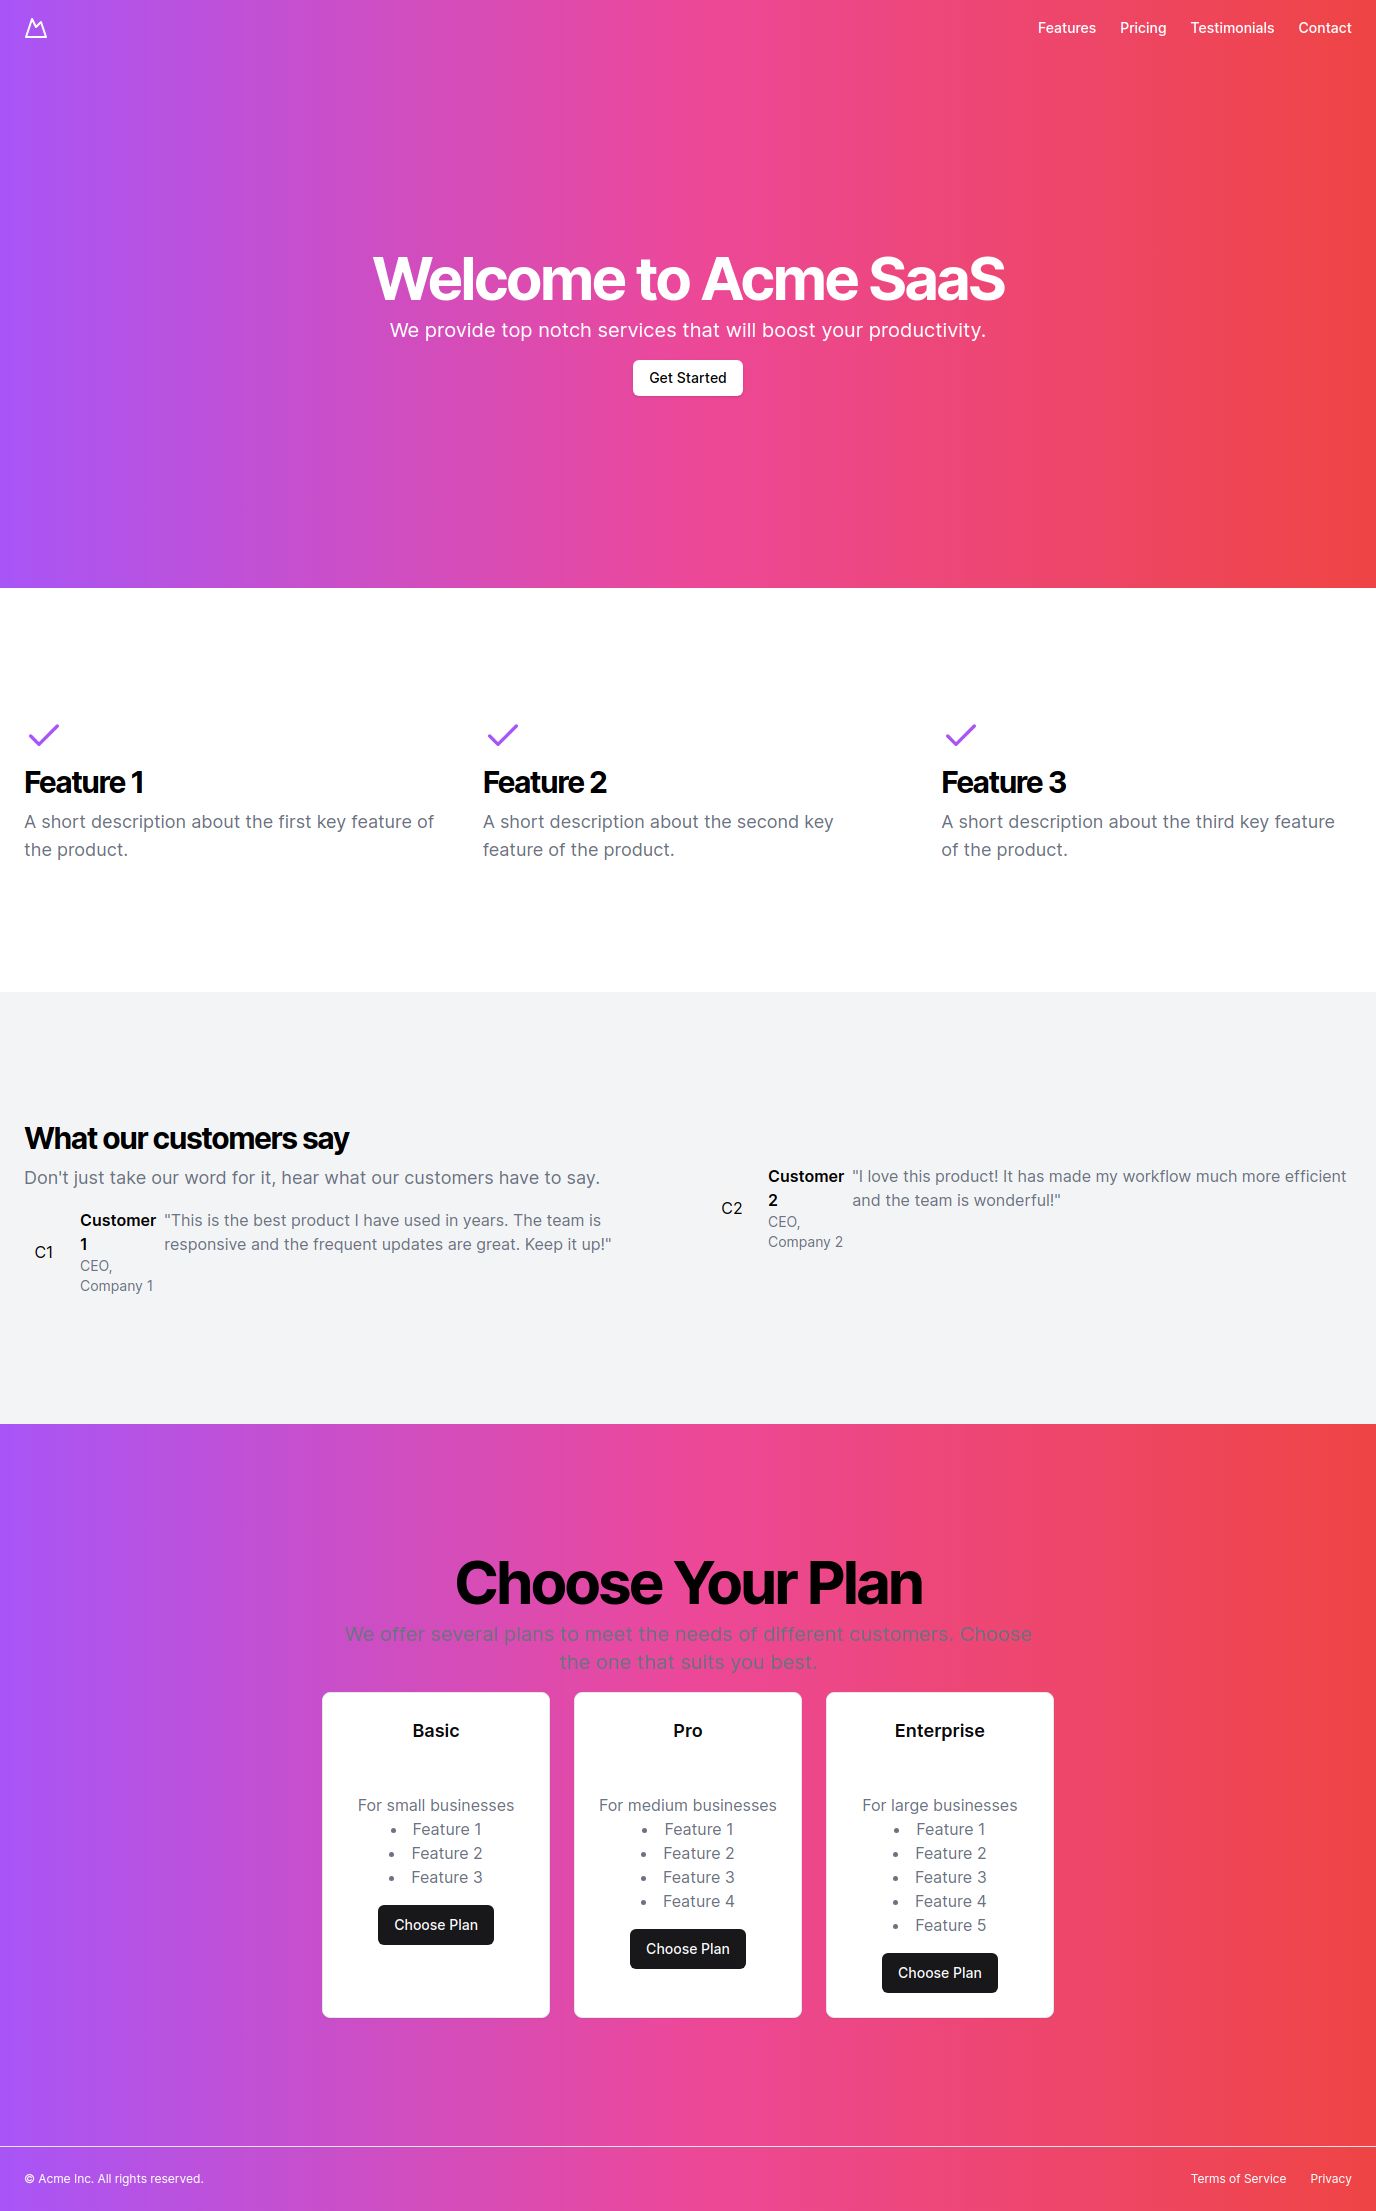 Features Pricing Testimonials Contact
Welcome to Acme SaaS
We provide top notch services that will boost your productivity.
Get Started
Feature 1
A short description about the first key feature of
the product.
Feature 2
A short description about the second key
feature of the product.
Feature 3
A short description about the third key feature
of the product.
What our customers say
Don't just take our word for it, hear what our customers have to say.
C1
Customer
1
CEO,
Company 1
"This is the best product I have used in years. The team is
responsive and the frequent updates are great. Keep it up!"
C2
Customer
2
CEO,
Company 2
"I love this product! It has made my workflow much more efficient
and the team is wonderful!"
Choose Your Plan
We offer several plans to meet the needs of different customers. Choose
the one that suits you best.
Basic
For small businesses
• Feature 1
• Feature 2
• Feature 3
Choose Plan
Pro
For medium businesses
• Feature 1
• Feature 2
• Feature 3
• Feature 4
Choose Plan
Enterprise
For large businesses
• Feature 1
• Feature 2
• Feature 3
• Feature 4
• Feature 5
Choose Plan
© Acme Inc. All rights reserved.
Terms of Service Privacy